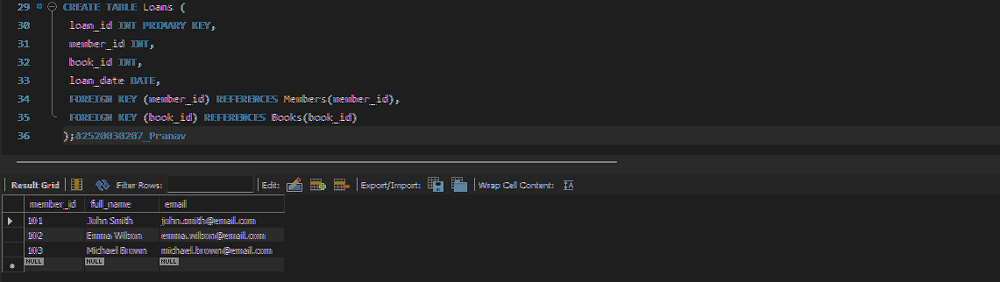 29 CREATE TABLE Loans (
30 loan_id INT PRIMARY KEY,
31 member_id INT,
32 book_id INT,
33 loan_date DATE,
34 FOREIGN KEY (member_id) REFERENCES Members(member_id),
35 FOREIGN KEY (book_id) REFERENCES Books(book_id)
36 );82520030207_Pranav
Result Grid Filter Rows: Edit: Export/Import: Wrap Cell Content: IA
member_id full_name email
101 John Smith john.smith@email.com
102 Emma Wilson emma.wilson@email.com
103 Michael Brown michael.brown@email.com
NULL NULL NULL